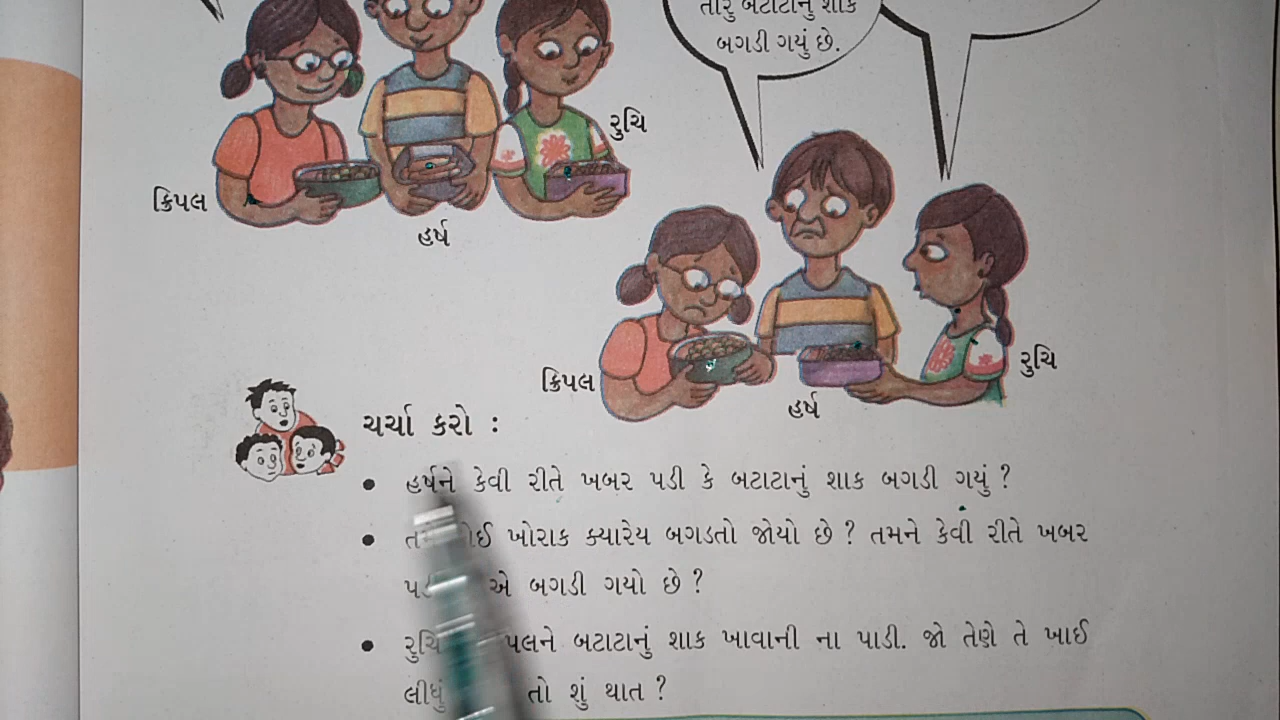 તારું બટાટાનું શાક
બગડી ગયું છે.
રુચિ
ક્રિપલ
હર્ષ
ક્રિપલ
રુચિ
હર્ષ
ચર્ચા કરો :
• હર્ષને કેવી રીતે ખબર પડી કે બટાટાનું શાક બગડી ગયું ?
• ખોરાક ક્યારેય બગડતો જોયો છે ? તમને કેવી રીતે ખબર
એ બગડી ગયો છે ?
• બટાટાનું શાક ખાવાની ના પાડી. જો તેણે તે ખાઈ
લીધું તો શું થાત ?